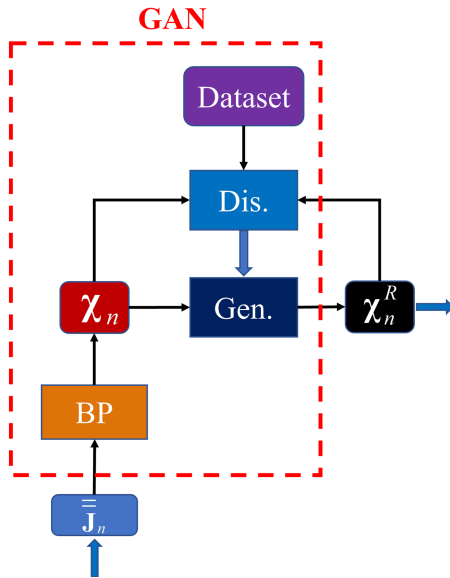 GAN
Dataset
Dis.
χₙ
Gen.
χₙᴿ
BP
J̿ₙ